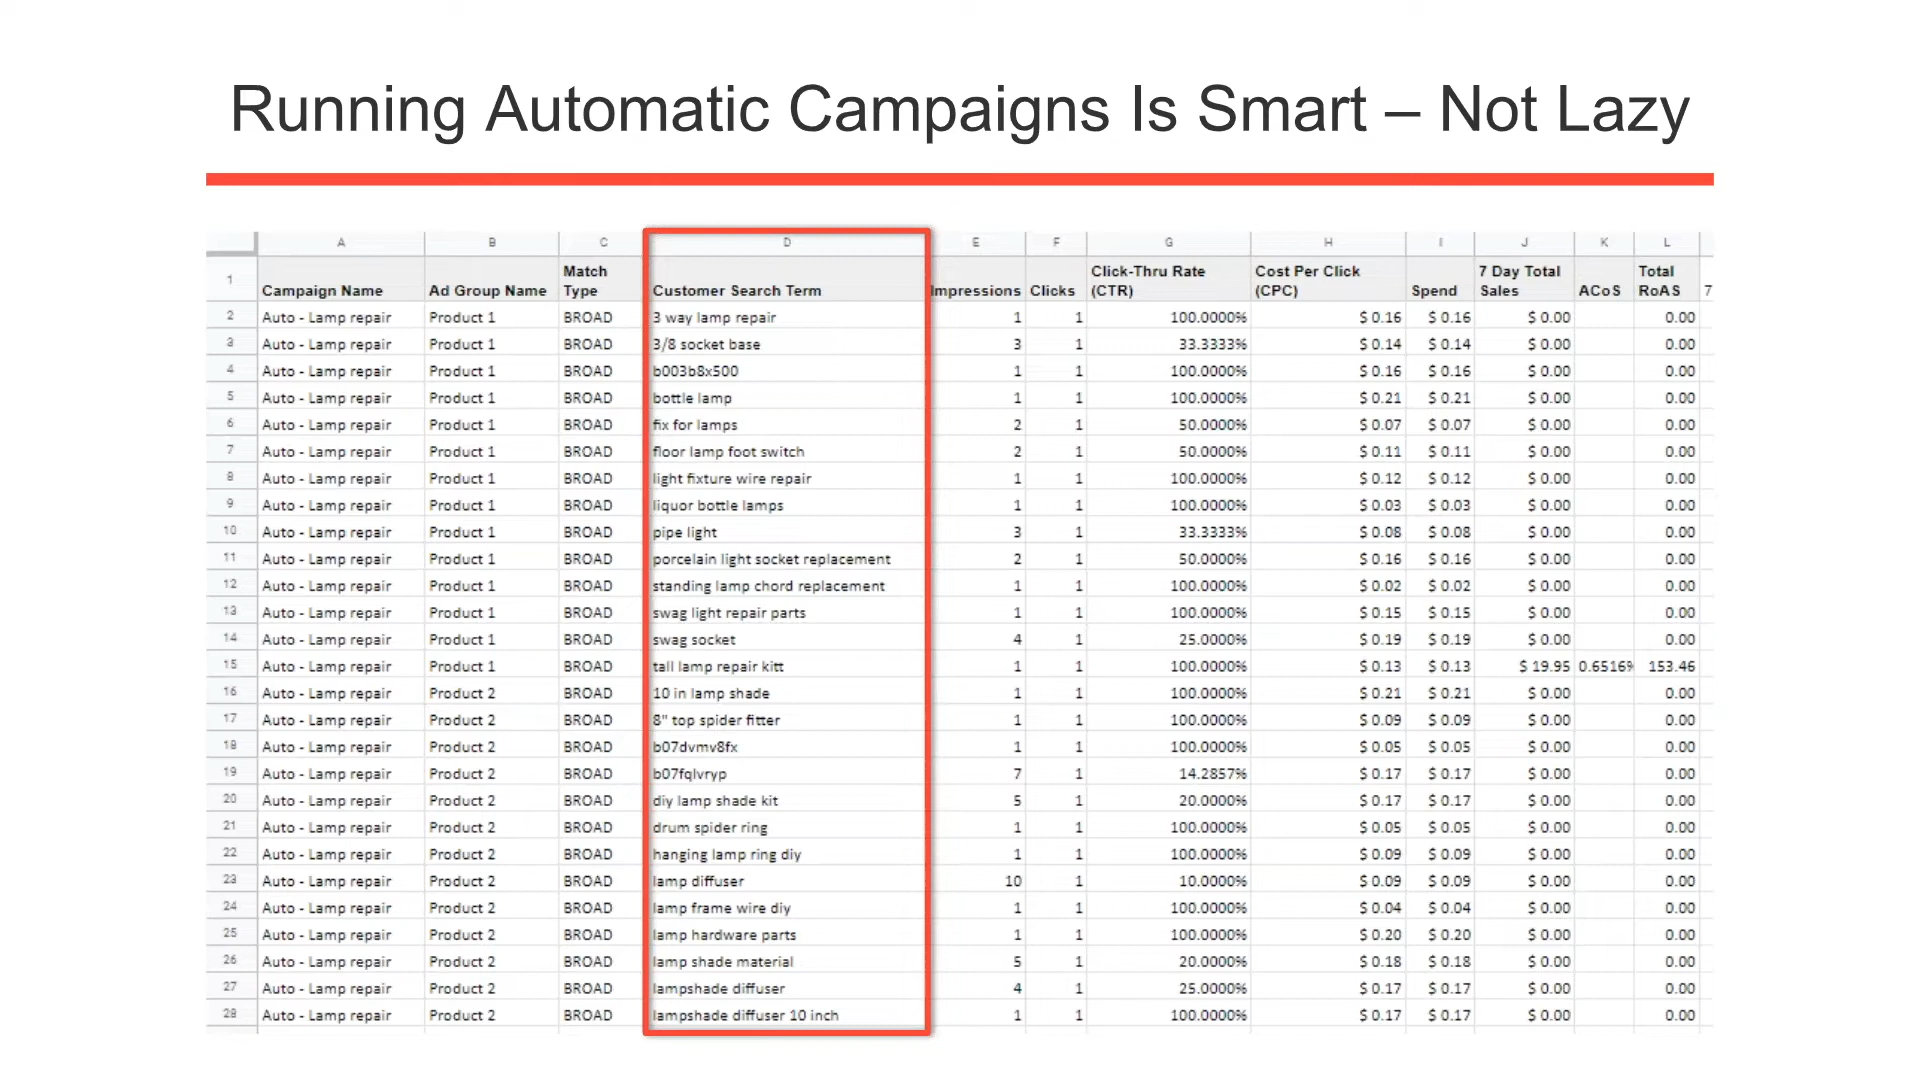 Running Automatic Campaigns Is Smart – Not Lazy
A B C D E F G H I J K L
1 Campaign Name Ad Group Name Match Type Customer Search Term Impressions Clicks Click-Thru Rate (CTR) Cost Per Click (CPC) Spend 7 Day Total Sales ACoS Total RoAS 7
2 Auto - Lamp repair Product 1 BROAD 3 way lamp repair 1 1 100.0000% $ 0.16 $ 0.16 $ 0.00 0.00
3 Auto - Lamp repair Product 1 BROAD 3/8 socket base 3 1 33.3333% $ 0.14 $ 0.14 $ 0.00 0.00
4 Auto - Lamp repair Product 1 BROAD b003b8x500 1 1 100.0000% $ 0.16 $ 0.16 $ 0.00 0.00
5 Auto - Lamp repair Product 1 BROAD bottle lamp 1 1 100.0000% $ 0.21 $ 0.21 $ 0.00 0.00
6 Auto - Lamp repair Product 1 BROAD fix for lamps 2 1 50.0000% $ 0.07 $ 0.07 $ 0.00 0.00
7 Auto - Lamp repair Product 1 BROAD floor lamp foot switch 2 1 50.0000% $ 0.11 $ 0.11 $ 0.00 0.00
8 Auto - Lamp repair Product 1 BROAD light fixture wire repair 1 1 100.0000% $ 0.12 $ 0.12 $ 0.00 0.00
9 Auto - Lamp repair Product 1 BROAD liquor bottle lamps 1 1 100.0000% $ 0.03 $ 0.03 $ 0.00 0.00
10 Auto - Lamp repair Product 1 BROAD pipe light 3 1 33.3333% $ 0.08 $ 0.08 $ 0.00 0.00
11 Auto - Lamp repair Product 1 BROAD porcelain light socket replacement 2 1 50.0000% $ 0.16 $ 0.16 $ 0.00 0.00
12 Auto - Lamp repair Product 1 BROAD standing lamp chord replacement 1 1 100.0000% $ 0.02 $ 0.02 $ 0.00 0.00
13 Auto - Lamp repair Product 1 BROAD swag light repair parts 1 1 100.0000% $ 0.15 $ 0.15 $ 0.00 0.00
14 Auto - Lamp repair Product 1 BROAD swag socket 4 1 25.0000% $ 0.19 $ 0.19 $ 0.00 0.00
15 Auto - Lamp repair Product 1 BROAD tall lamp repair kitt 1 1 100.0000% $ 0.13 $ 0.13 $ 19.95 0.6516% 153.46
16 Auto - Lamp repair Product 2 BROAD 10 in lamp shade 1 1 100.0000% $ 0.21 $ 0.21 $ 0.00 0.00
17 Auto - Lamp repair Product 2 BROAD 8" top spider fitter 1 1 100.0000% $ 0.09 $ 0.09 $ 0.00 0.00
18 Auto - Lamp repair Product 2 BROAD b07dvmv8fx 1 1 100.0000% $ 0.05 $ 0.05 $ 0.00 0.00
19 Auto - Lamp repair Product 2 BROAD b07fqlvryp 7 1 14.2857% $ 0.17 $ 0.17 $ 0.00 0.00
20 Auto - Lamp repair Product 2 BROAD diy lamp shade kit 5 1 20.0000% $ 0.17 $ 0.17 $ 0.00 0.00
21 Auto - Lamp repair Product 2 BROAD drum spider ring 1 1 100.0000% $ 0.05 $ 0.05 $ 0.00 0.00
22 Auto - Lamp repair Product 2 BROAD hanging lamp ring diy 1 1 100.0000% $ 0.09 $ 0.09 $ 0.00 0.00
23 Auto - Lamp repair Product 2 BROAD lamp diffuser 10 1 10.0000% $ 0.09 $ 0.09 $ 0.00 0.00
24 Auto - Lamp repair Product 2 BROAD lamp frame wire diy 1 1 100.0000% $ 0.04 $ 0.04 $ 0.00 0.00
25 Auto - Lamp repair Product 2 BROAD lamp hardware parts 1 1 100.0000% $ 0.20 $ 0.20 $ 0.00 0.00
26 Auto - Lamp repair Product 2 BROAD lamp shade material 5 1 20.0000% $ 0.18 $ 0.18 $ 0.00 0.00
27 Auto - Lamp repair Product 2 BROAD lampshade diffuser 4 1 25.0000% $ 0.17 $ 0.17 $ 0.00 0.00
28 Auto - Lamp repair Product 2 BROAD lampshade diffuser 10 inch 1 1 100.0000% $ 0.17 $ 0.17 $ 0.00 0.00